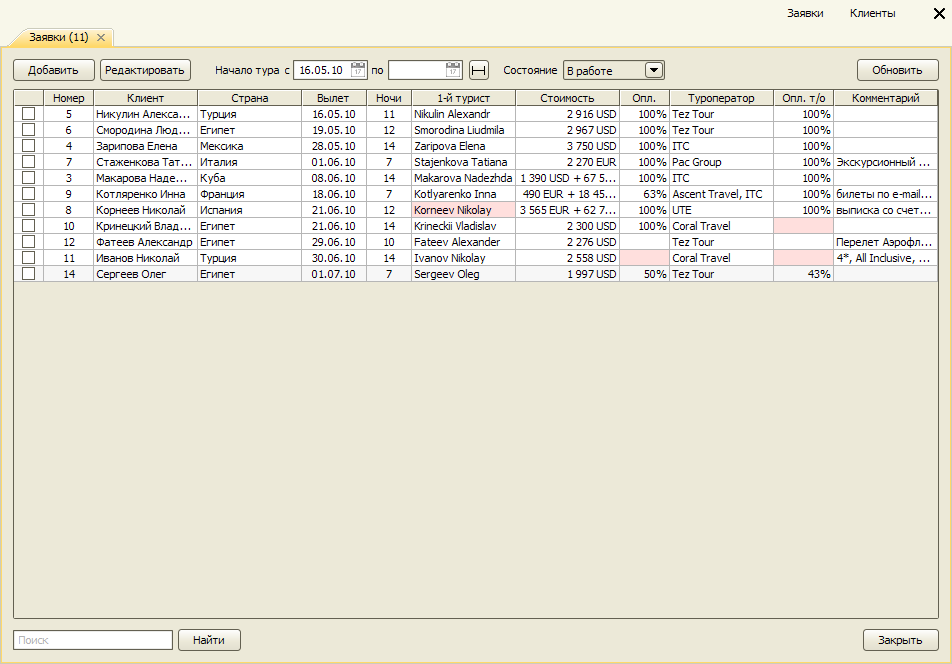 Заявки Клиенты
Заявки (11)
Добавить Редактировать Начало тура с 16.05.10 17 по 17 Состояние В работе Обновить
Номер Клиент Страна Вылет Ночи 1-й турист Стоимость Опл. Туроператор Опл. т/о Комментарий
5 Никулин Алекса... Турция 16.05.10 11 Nikulin Alexandr 2 916 USD 100% Tez Tour 100%
6 Смородина Люд... Египет 19.05.10 12 Smorodina Liudmila 2 967 USD 100% Tez Tour 100%
4 Зарипова Елена Мексика 28.05.10 14 Zaripova Elena 3 750 USD 100% ITC 100%
7 Стаженкова Тат... Италия 01.06.10 7 Stajenkova Tatiana 2 270 EUR 100% Pac Group 100% Экскурсионный ...
3 Макарова Наде... Куба 08.06.10 14 Makarova Nadezhda 1 390 USD + 67 5... 100% ITC 100%
9 Котляренко Инна Франция 18.06.10 7 Kotlyarenko Inna 490 EUR + 18 45... 63% Ascent Travel, ITC 100% билеты по e-mail...
8 Корнеев Николай Испания 21.06.10 12 Korneev Nikolay 3 565 EUR + 62 7... 100% UTE 100% выписка со счет...
10 Криницкий Влад... Египет 21.06.10 14 Krineckii Vladislav 2 300 USD 100% Coral Travel
12 Фатеев Александр Египет 29.06.10 10 Fateev Alexander 2 276 USD Tez Tour Перелет Аэрофл...
11 Иванов Николай Турция 30.06.10 14 Ivanov Nikolay 2 558 USD Coral Travel 4*, All Inclusive, ...
14 Сергеев Олег Египет 01.07.10 7 Sergeev Oleg 1 997 USD 50% Tez Tour 43%
Поиск Найти Закрыть